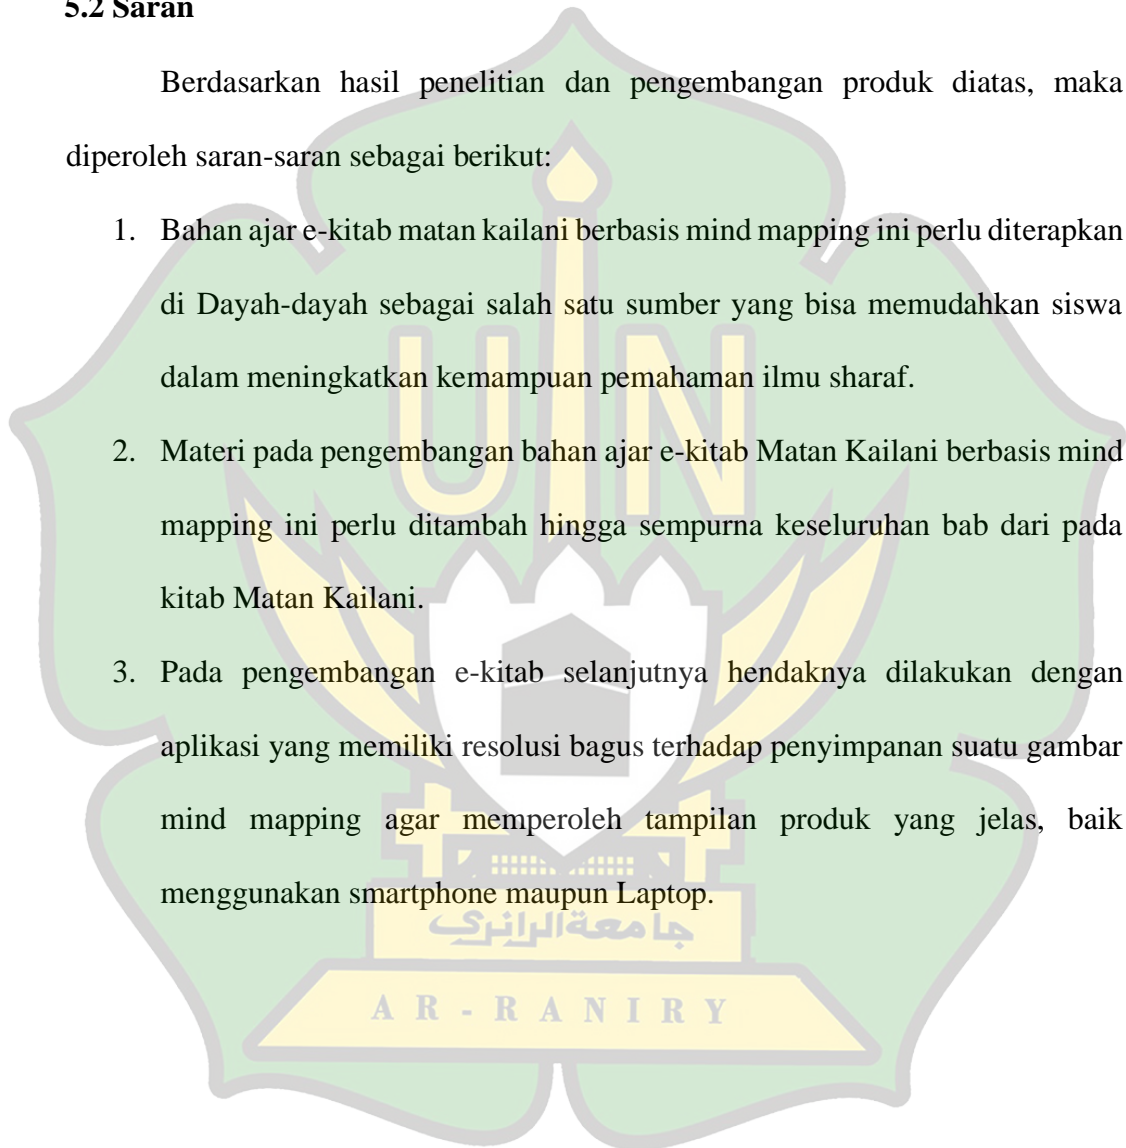 5.2 Saran
Berdasarkan hasil penelitian dan pengembangan produk diatas, maka
diperoleh saran-saran sebagai berikut:
1. Bahan ajar e-kitab matan kailani berbasis mind mapping ini perlu diterapkan
di Dayah-dayah sebagai salah satu sumber yang bisa memudahkan siswa
dalam meningkatkan kemampuan pemahaman ilmu sharaf.
2. Materi pada pengembangan bahan ajar e-kitab Matan Kailani berbasis mind
mapping ini perlu ditambah hingga sempurna keseluruhan bab dari pada
kitab Matan Kailani.
3. Pada pengembangan e-kitab selanjutnya hendaknya dilakukan dengan
aplikasi yang memiliki resolusi bagus terhadap penyimpanan suatu gambar
mind mapping agar memperoleh tampilan produk yang jelas, baik
menggunakan smartphone maupun Laptop.
UIN
جامعةالرانري
AR-RANIRY